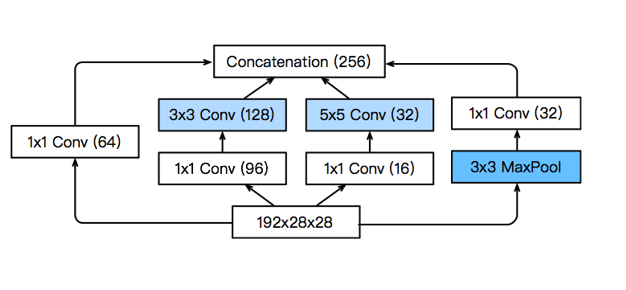 Concatenation (256)
3x3 Conv (128)
5x5 Conv (32)
1x1 Conv (32)
1x1 Conv (64)
1x1 Conv (96)
1x1 Conv (16)
3x3 MaxPool
192x28x28